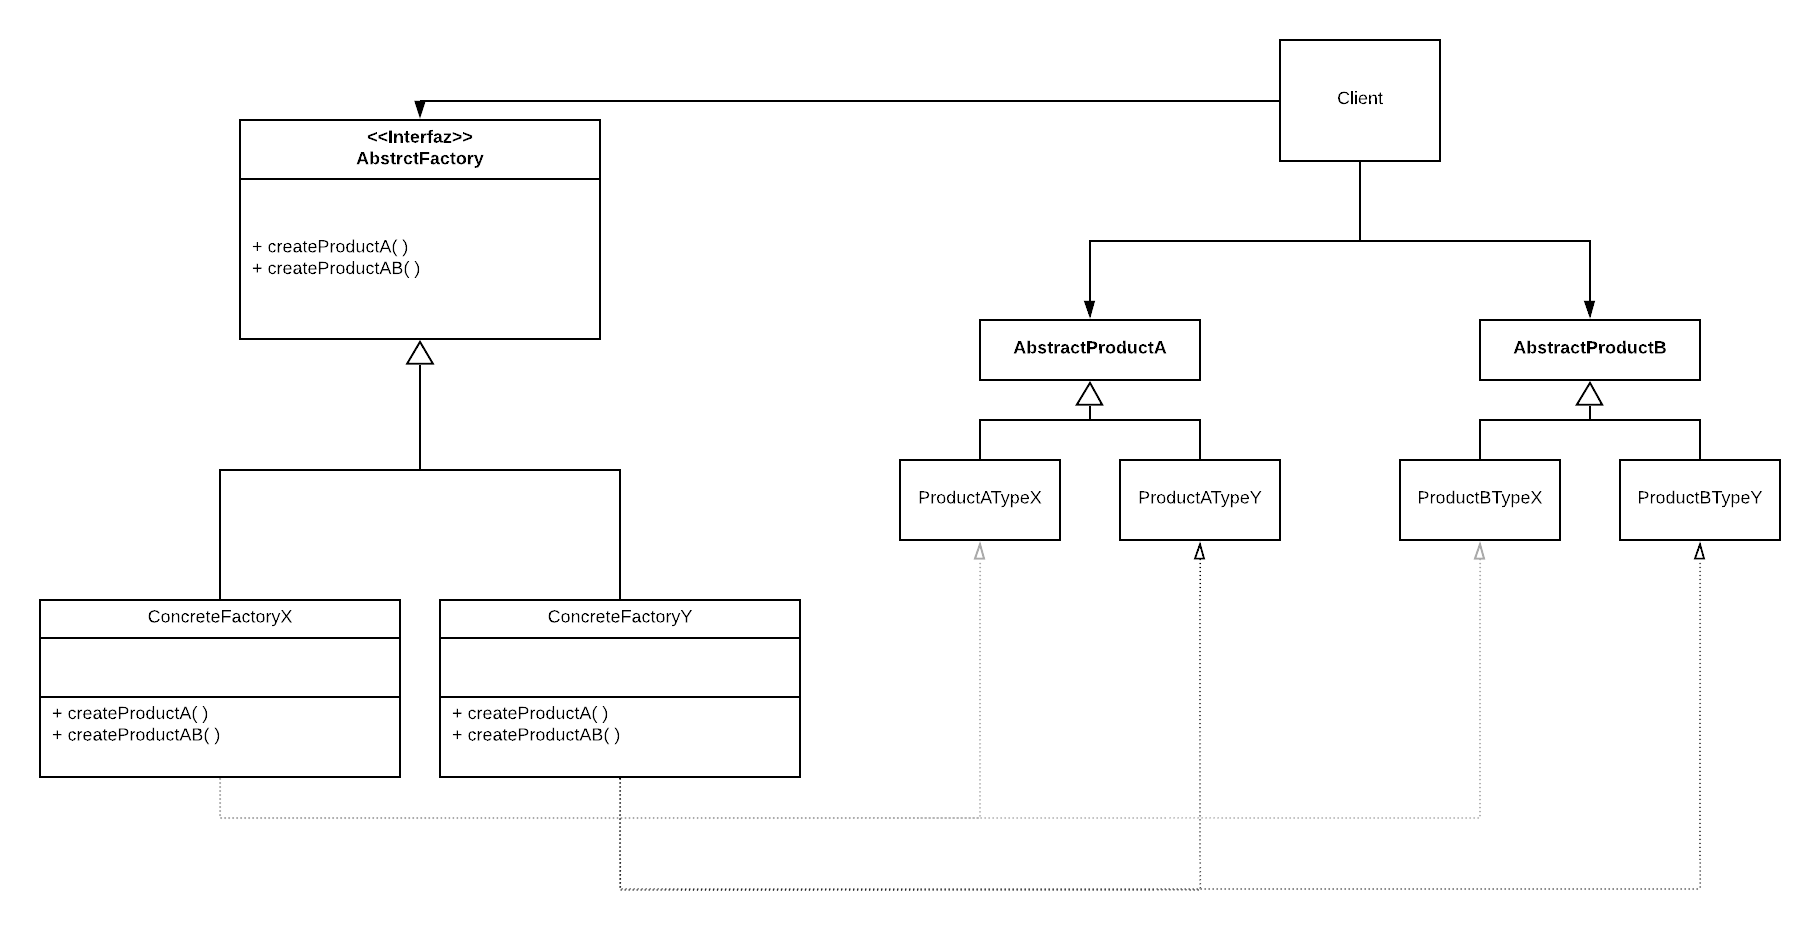 Client
<<Interfaz>>
AbstrctFactory
+ createProductA( )
+ createProductAB( )
AbstractProductA
AbstractProductB
ProductATypeX
ProductATypeY
ProductBTypeX
ProductBTypeY
ConcreteFactoryX
+ createProductA( )
+ createProductAB( )
ConcreteFactoryY
+ createProductA( )
+ createProductAB( )